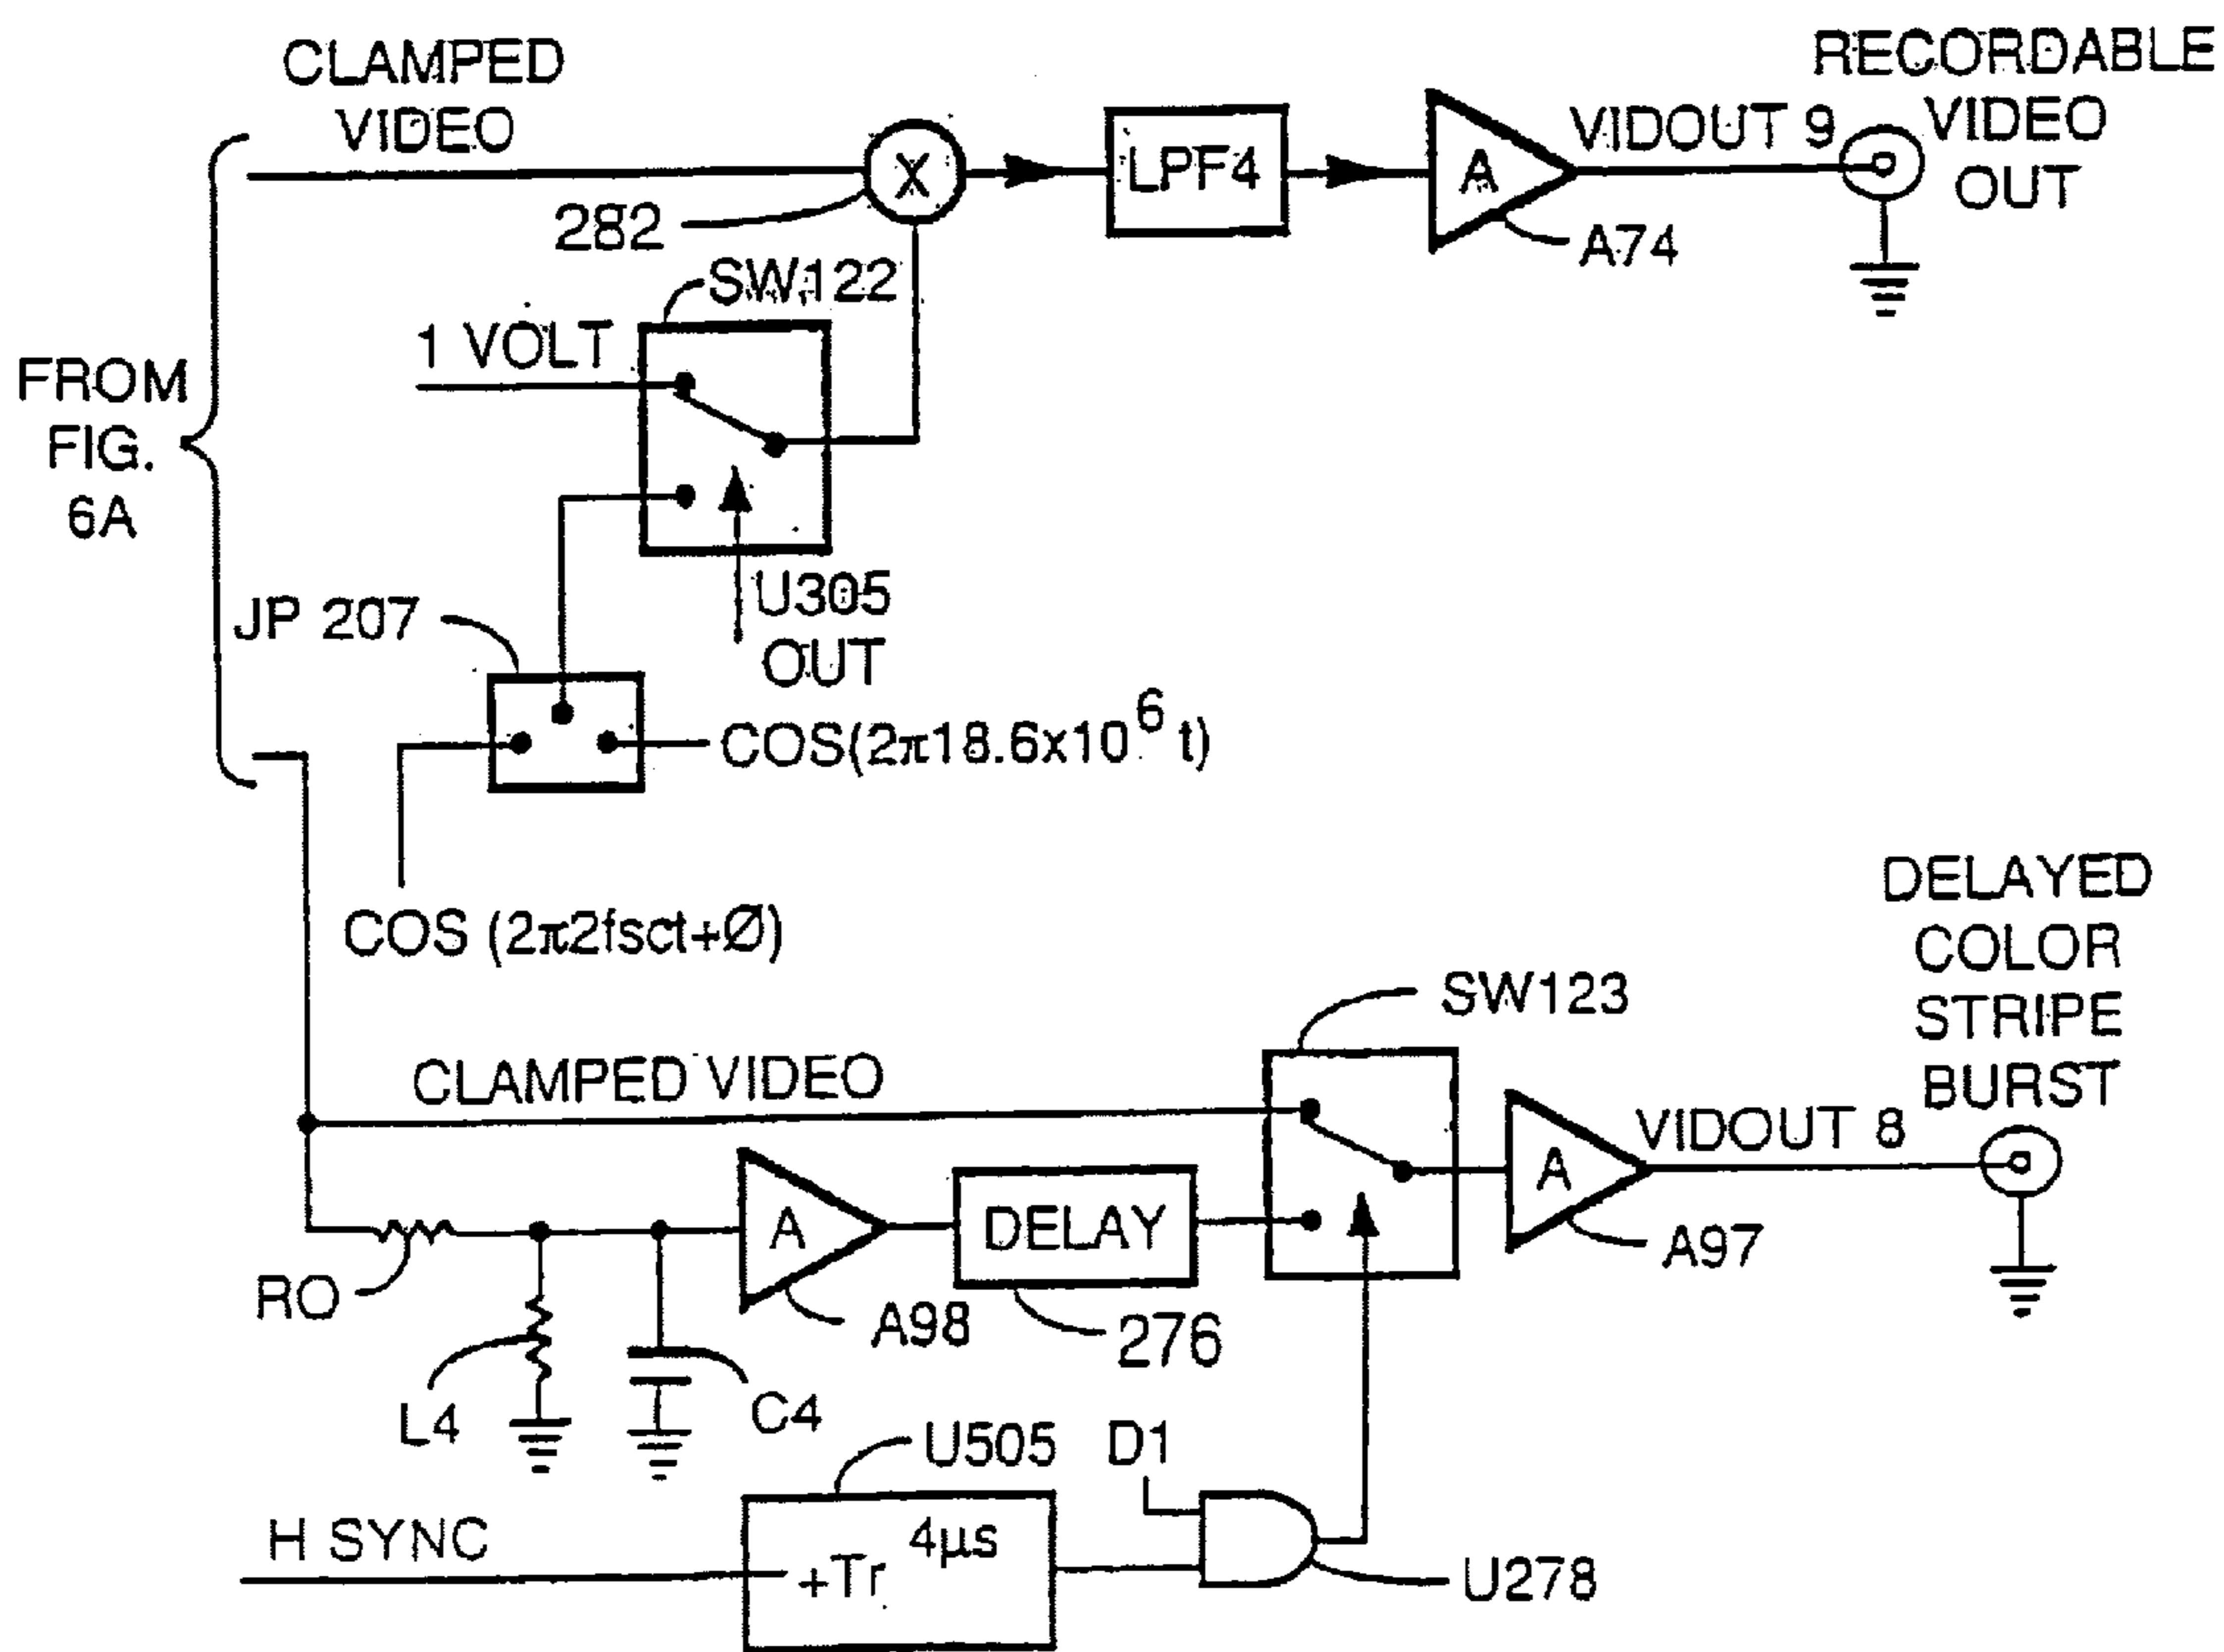 CLAMPED
VIDEO
RECORDABLE
VIDEO
OUT
VIDOUT 9
X
LPF4
A
A74
282
SW122
1 VOLT
FROM
FIG.
6A
U305
OUT
JP 207
COS(2π18.6x10⁶t)
COS (2π2fsct+Ø)
DELAYED
COLOR
STRIPE
BURST
SW123
CLAMPED VIDEO
VIDOUT 8
A
A97
A
DELAY
RO
A98
276
L4
C4
U505
D1
H SYNC
4µs
+Tr
U278